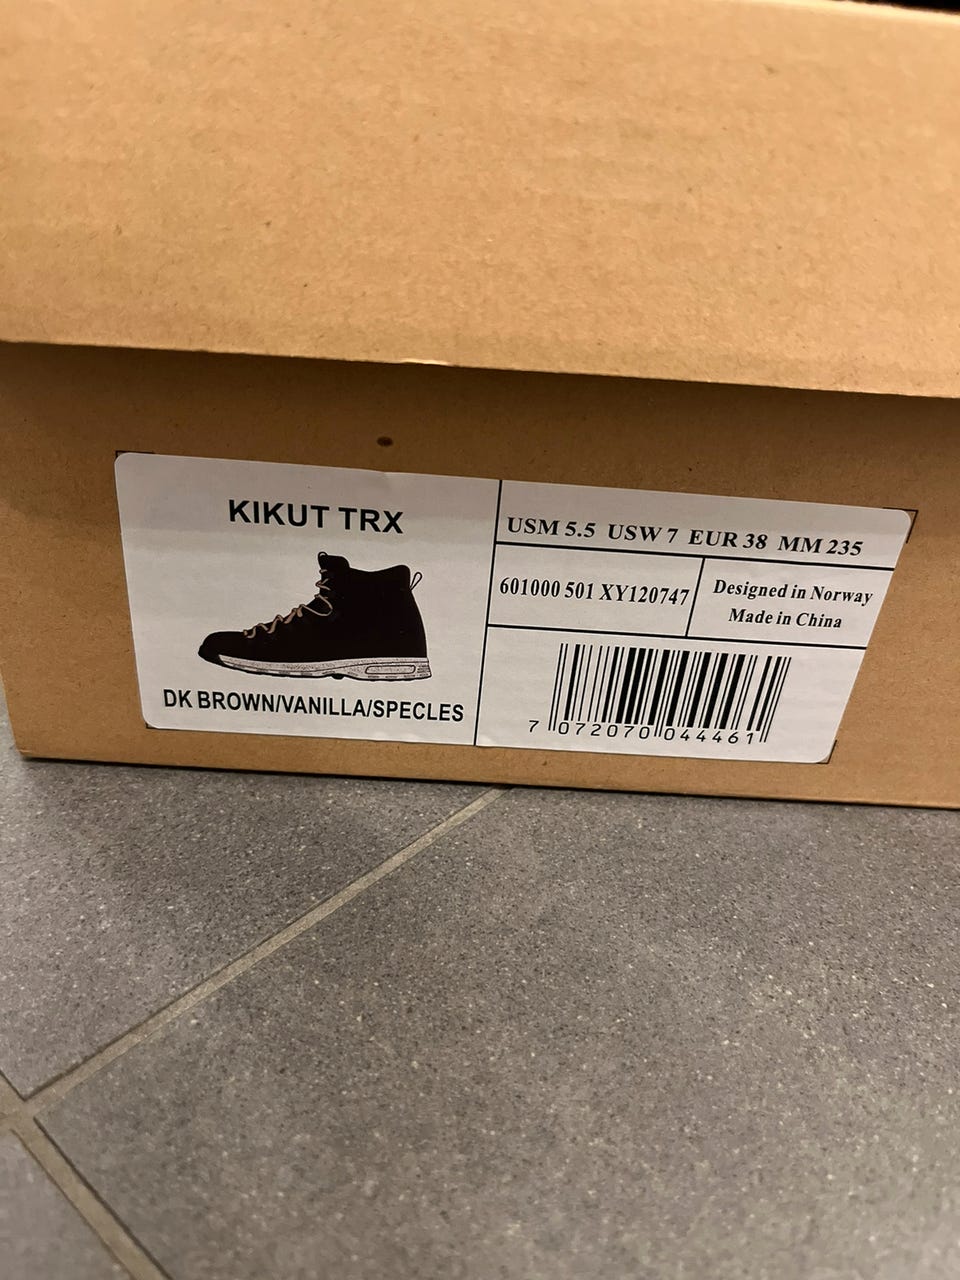 KIKUT TRX
DK BROWN/VANILLA/SPECLES
USM 5.5 USW 7 EUR 38 MM 235
601000 501 XY120747
Designed in Norway
Made in China
7 072070 044461